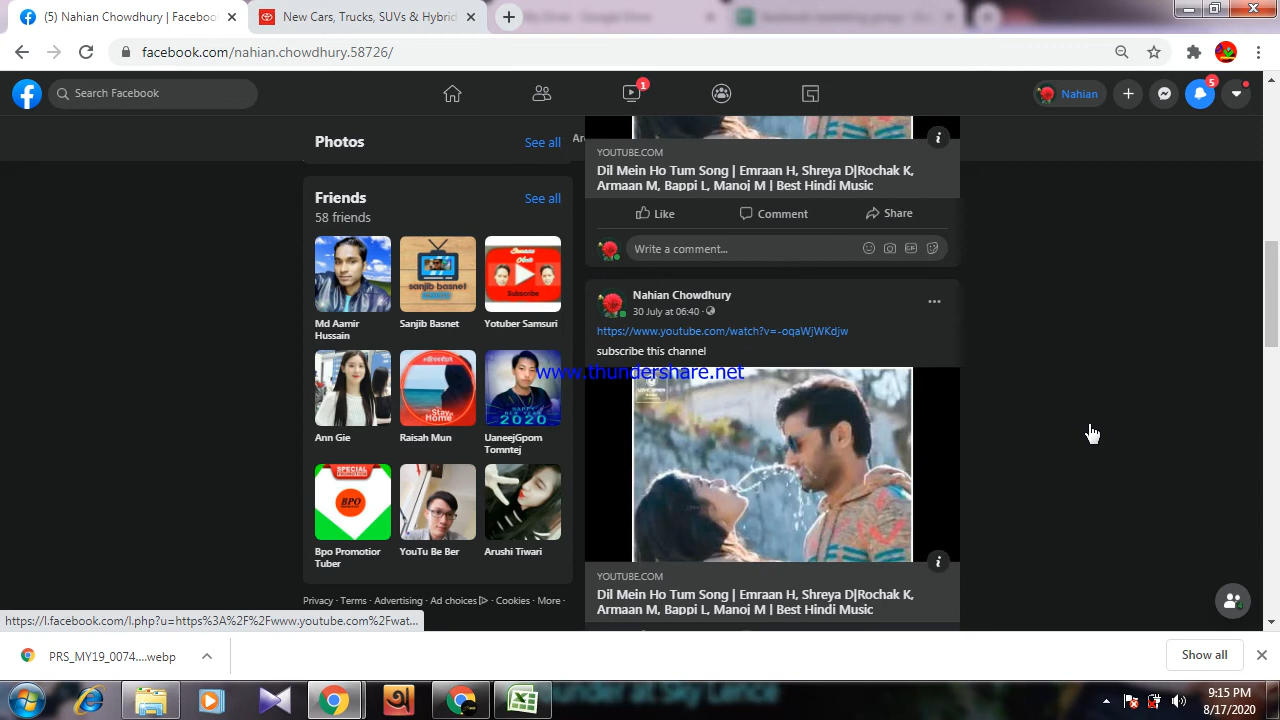 Nahian Chowdhury | Faceboo
New Cars, Trucks, SUVs & Hybrid
facebook.com/nahian.chowdhury.58726/
Search Facebook
1
Nahian
5
Photos
See all
Friends
See all
58 friends
Md Aamir Hussain
Sanjib Basnet
Yotuber Samsuri
Ann Gie
Raisah Mun
UaneejGpom Tomntej
Bpo Promotior Tuber
YouTu Be Ber
Arushi Tiwari
Privacy · Terms · Advertising · Ad choices · Cookies · More ·
YOUTUBE.COM
Dil Mein Ho Tum Song | Emraan H, Shreya D|Rochak K,
Armaan M, Bappi L, Manoj M | Best Hindi Music
Like
Comment
Share
Write a comment...
Nahian Chowdhury
30 July at 06:40
https://www.youtube.com/watch?v=-oqaWjWKdjw
subscribe this channel
www.thundershare.net
YOUTUBE.COM
Dil Mein Ho Tum Song | Emraan H, Shreya D|Rochak K,
Armaan M, Bappi L, Manoj M | Best Hindi Music
https://l.facebook.com/l.php?u=https%3A%2F%2Fwww.youtube.com%2Fwat...
PRS_MY19_0074....webp
Show all
9:15 PM
8/17/2020